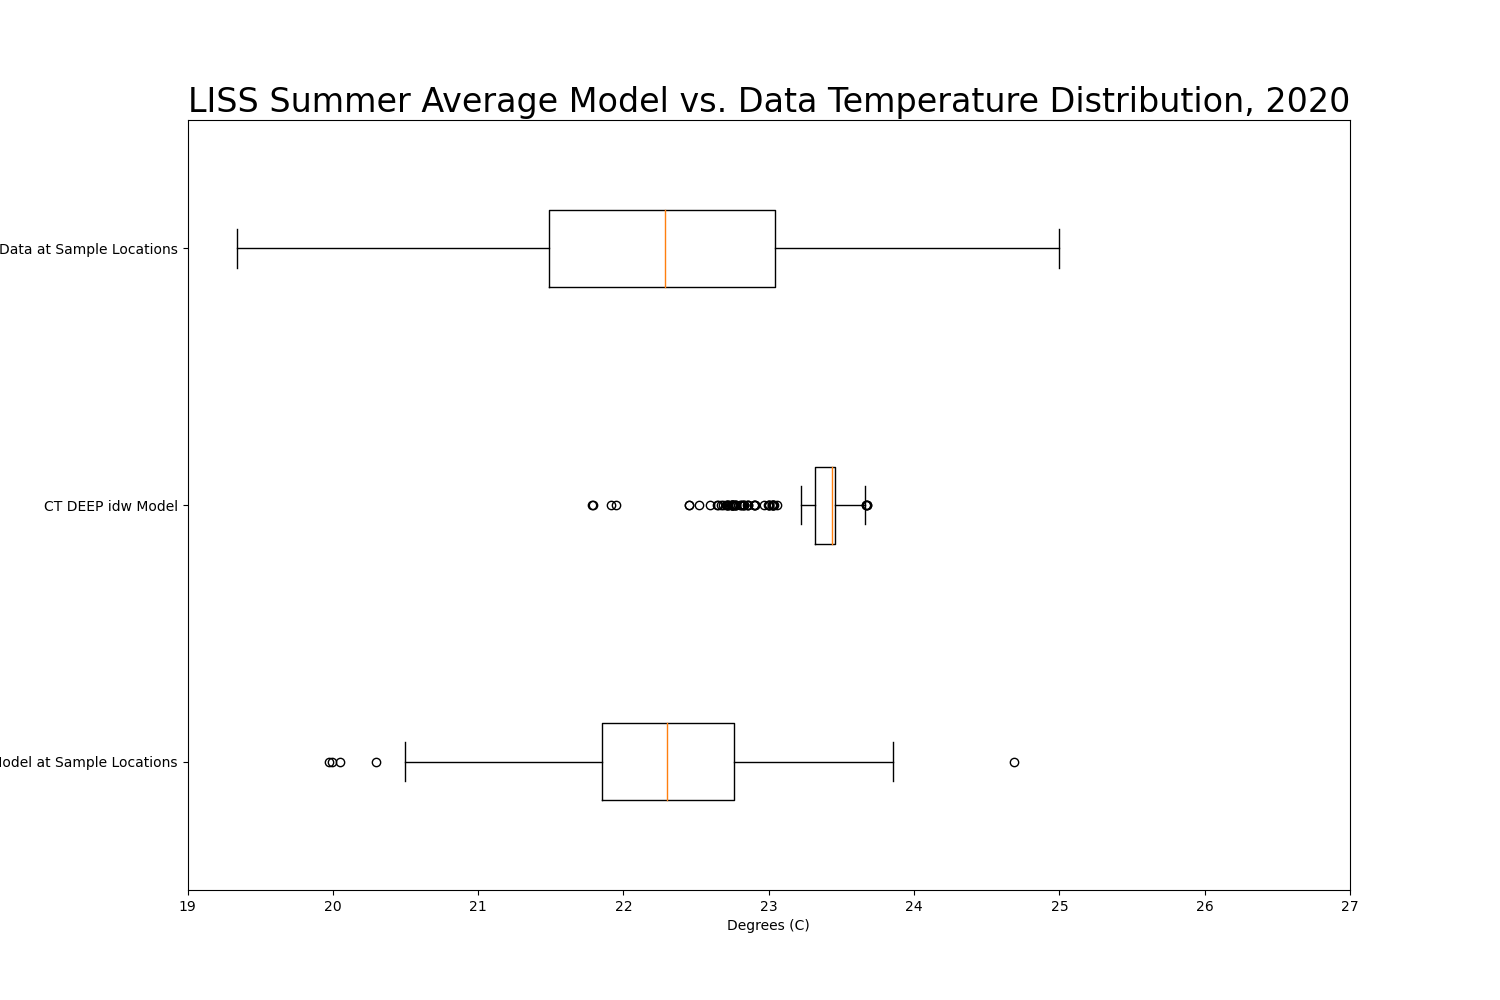 LISS Summer Average Model vs. Data Temperature Distribution, 2020
Data at Sample Locations
CT DEEP idw Model
at Sample Locations
19 20 21 22 23 24 25 26 27
Degrees (C)